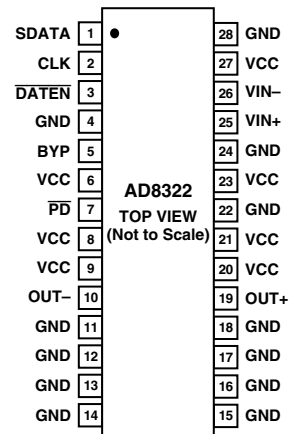 SDATA 1 28 GND
CLK 2 27 VCC
DATEN 3 26 VIN–
GND 4 25 VIN+
BYP 5 24 GND
VCC 6 23 VCC
AD8322
PD 7 22 GND
TOP VIEW
(Not to Scale)
VCC 8 21 VCC
VCC 9 20 VCC
OUT– 10 19 OUT+
GND 11 18 GND
GND 12 17 GND
GND 13 16 GND
GND 14 15 GND